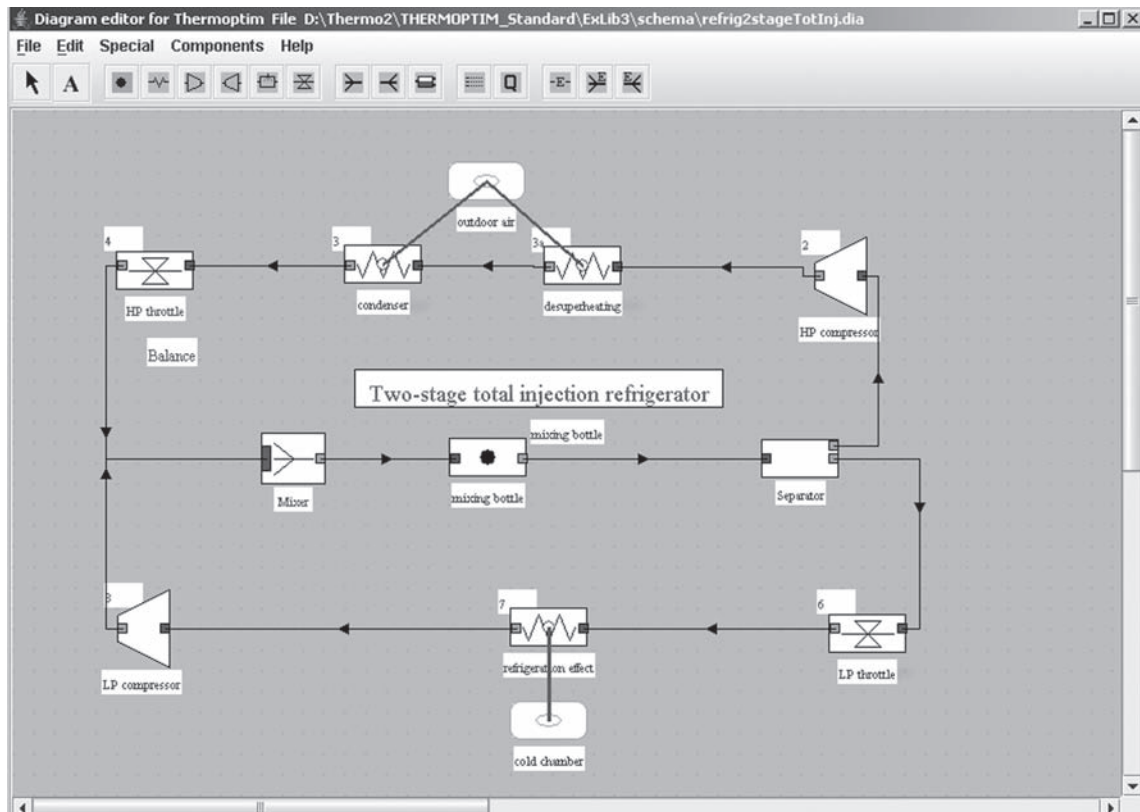 Diagram editor for Thermoptim File D:\Thermo2\THERMOPTIM_Standard\ExLib3\schema\refrig2stageTotInj.dia
File Edit Special Components Help
A Q -E- E E
outdoor air
4 3 3a 2
HP throttle condenser desuperheating HP compressor
Balance
Two-stage total injection refrigerator
mixing bottle
Mixer mixing bottle Separator
8 7 6
LP compressor refrigeration effect LP throttle
cold chamber